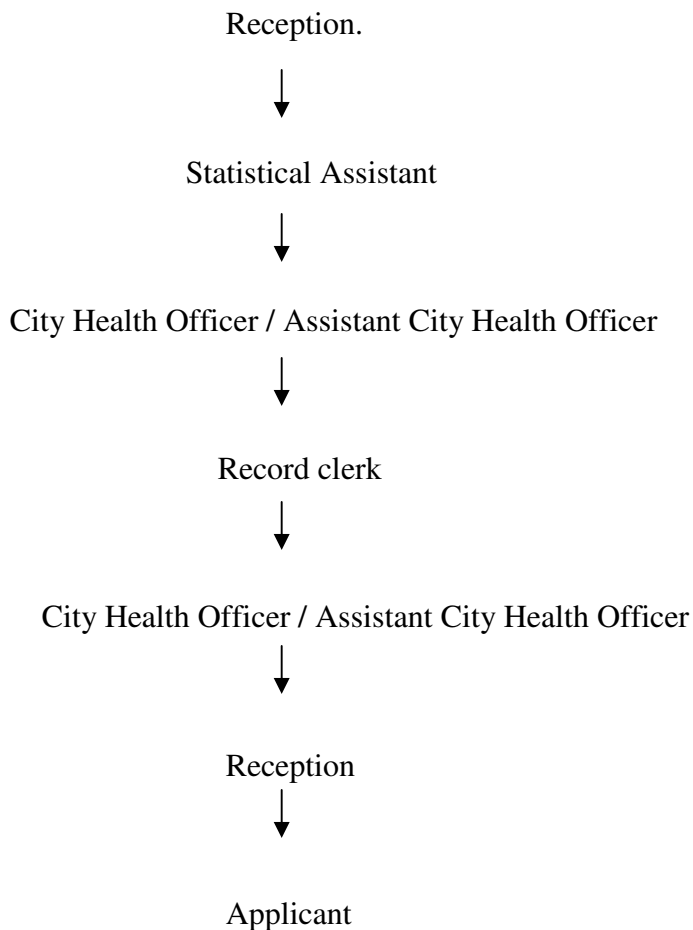 Reception.
Statistical Assistant
City Health Officer / Assistant City Health Officer
Record clerk
City Health Officer / Assistant City Health Officer
Reception
Applicant